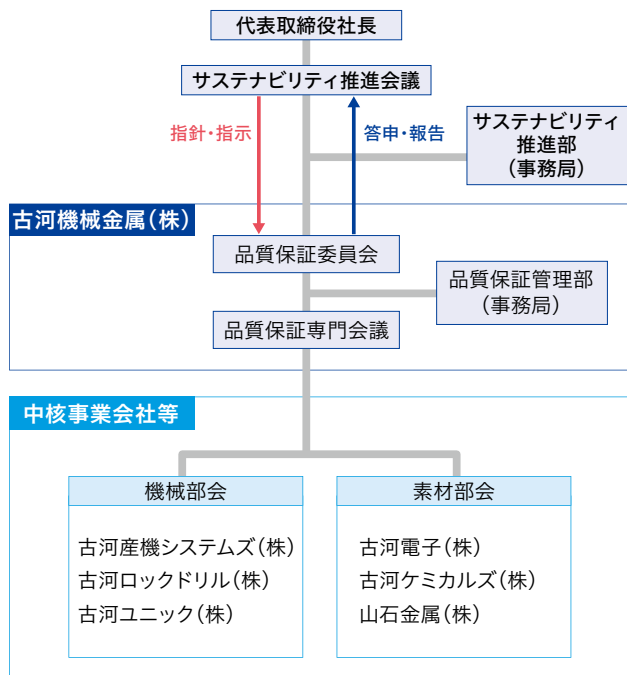 代表取締役社長
サステナビリティ推進会議
指針・指示
答申・報告
サステナビリティ
推進部
(事務局)
古河機械金属(株)
品質保証委員会
品質保証管理部
(事務局)
品質保証専門会議
中核事業会社等
機械部会
古河産機システムズ(株)
古河ロックドリル(株)
古河ユニック(株)
素材部会
古河電子(株)
古河ケミカルズ(株)
山石金属(株)